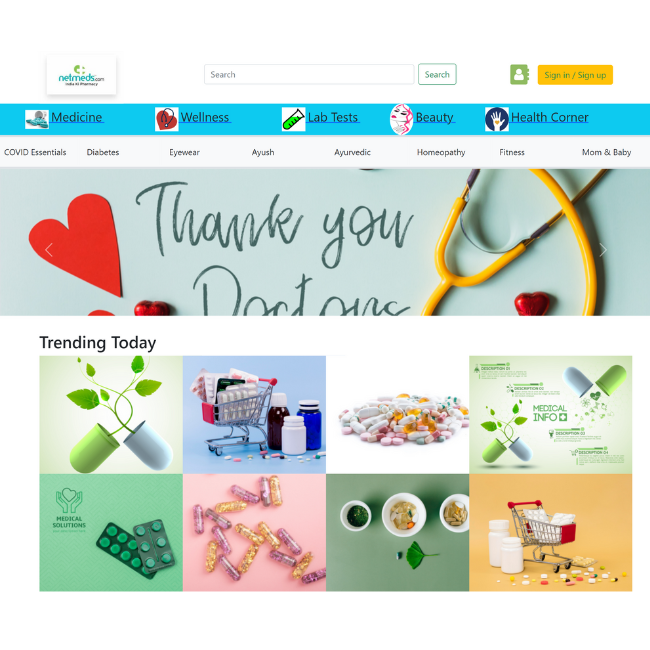 netmeds.com
India Ki Pharmacy
Search
Search
Sign in / Sign up
Medicine
Wellness
Lab Tests
Beauty
Health Corner
COVID Essentials
Diabetes
Eyewear
Ayush
Ayurvedic
Homeopathy
Fitness
Mom & Baby
Thank you
Doctors
Trending Today
DESCRIPTION 01
DESCRIPTION 02
MEDICAL
INFO
DESCRIPTION 03
MEDICAL
SOLUTIONS